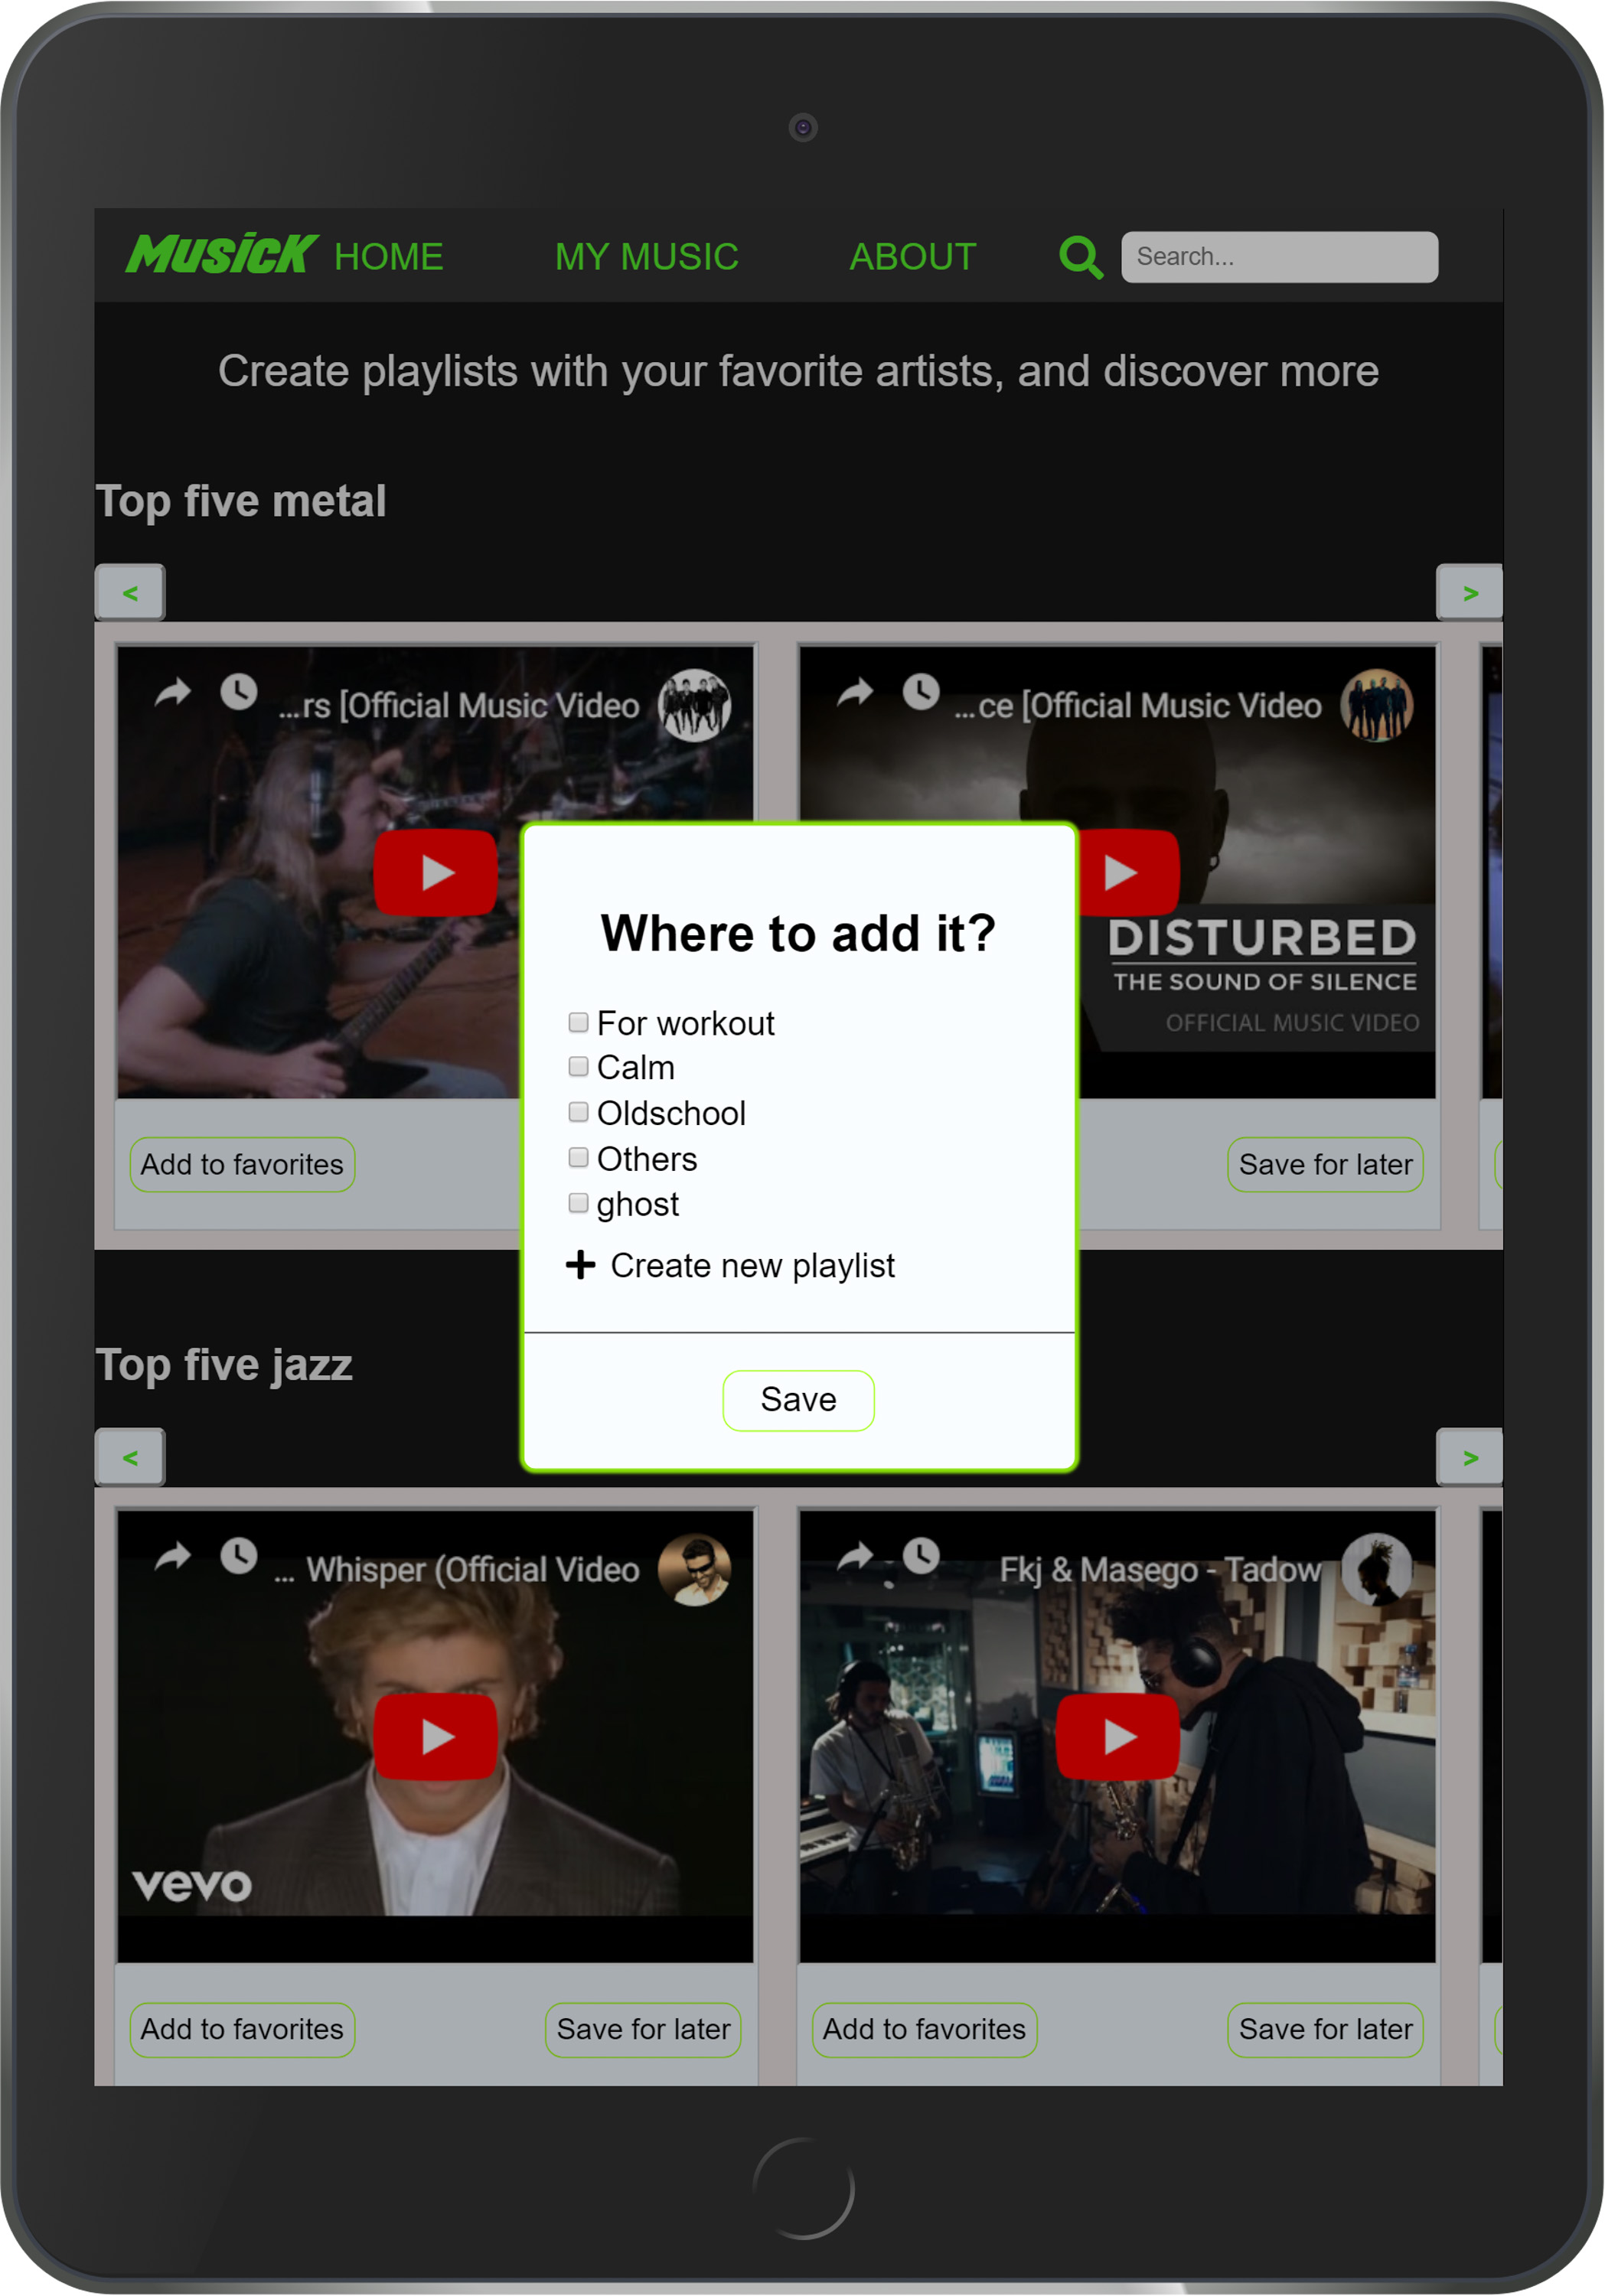 MusicK HOME MY MUSIC ABOUT Search...
Create playlists with your favorite artists, and discover more
Top five metal
< >
...rs [Official Music Video
...ce [Official Music Video
DISTURBED
THE SOUND OF SILENCE
OFFICIAL MUSIC VIDEO
Add to favorites
Save for later
Where to add it?
For workout
Calm
Oldschool
Others
ghost
Create new playlist
Save
Top five jazz
< >
... Whisper (Official Video
vevo
Fkj & Masego - Tadow
Add to favorites Save for later
Add to favorites Save for later